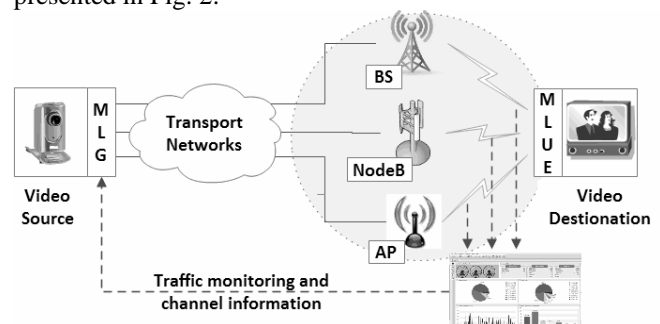 presented in Fig. 2.
BS
M
L
G
Transport
Networks
M
L
U
E
NodeB
Video
Source
Video
Destionation
AP
Traffic monitoring and
channel information